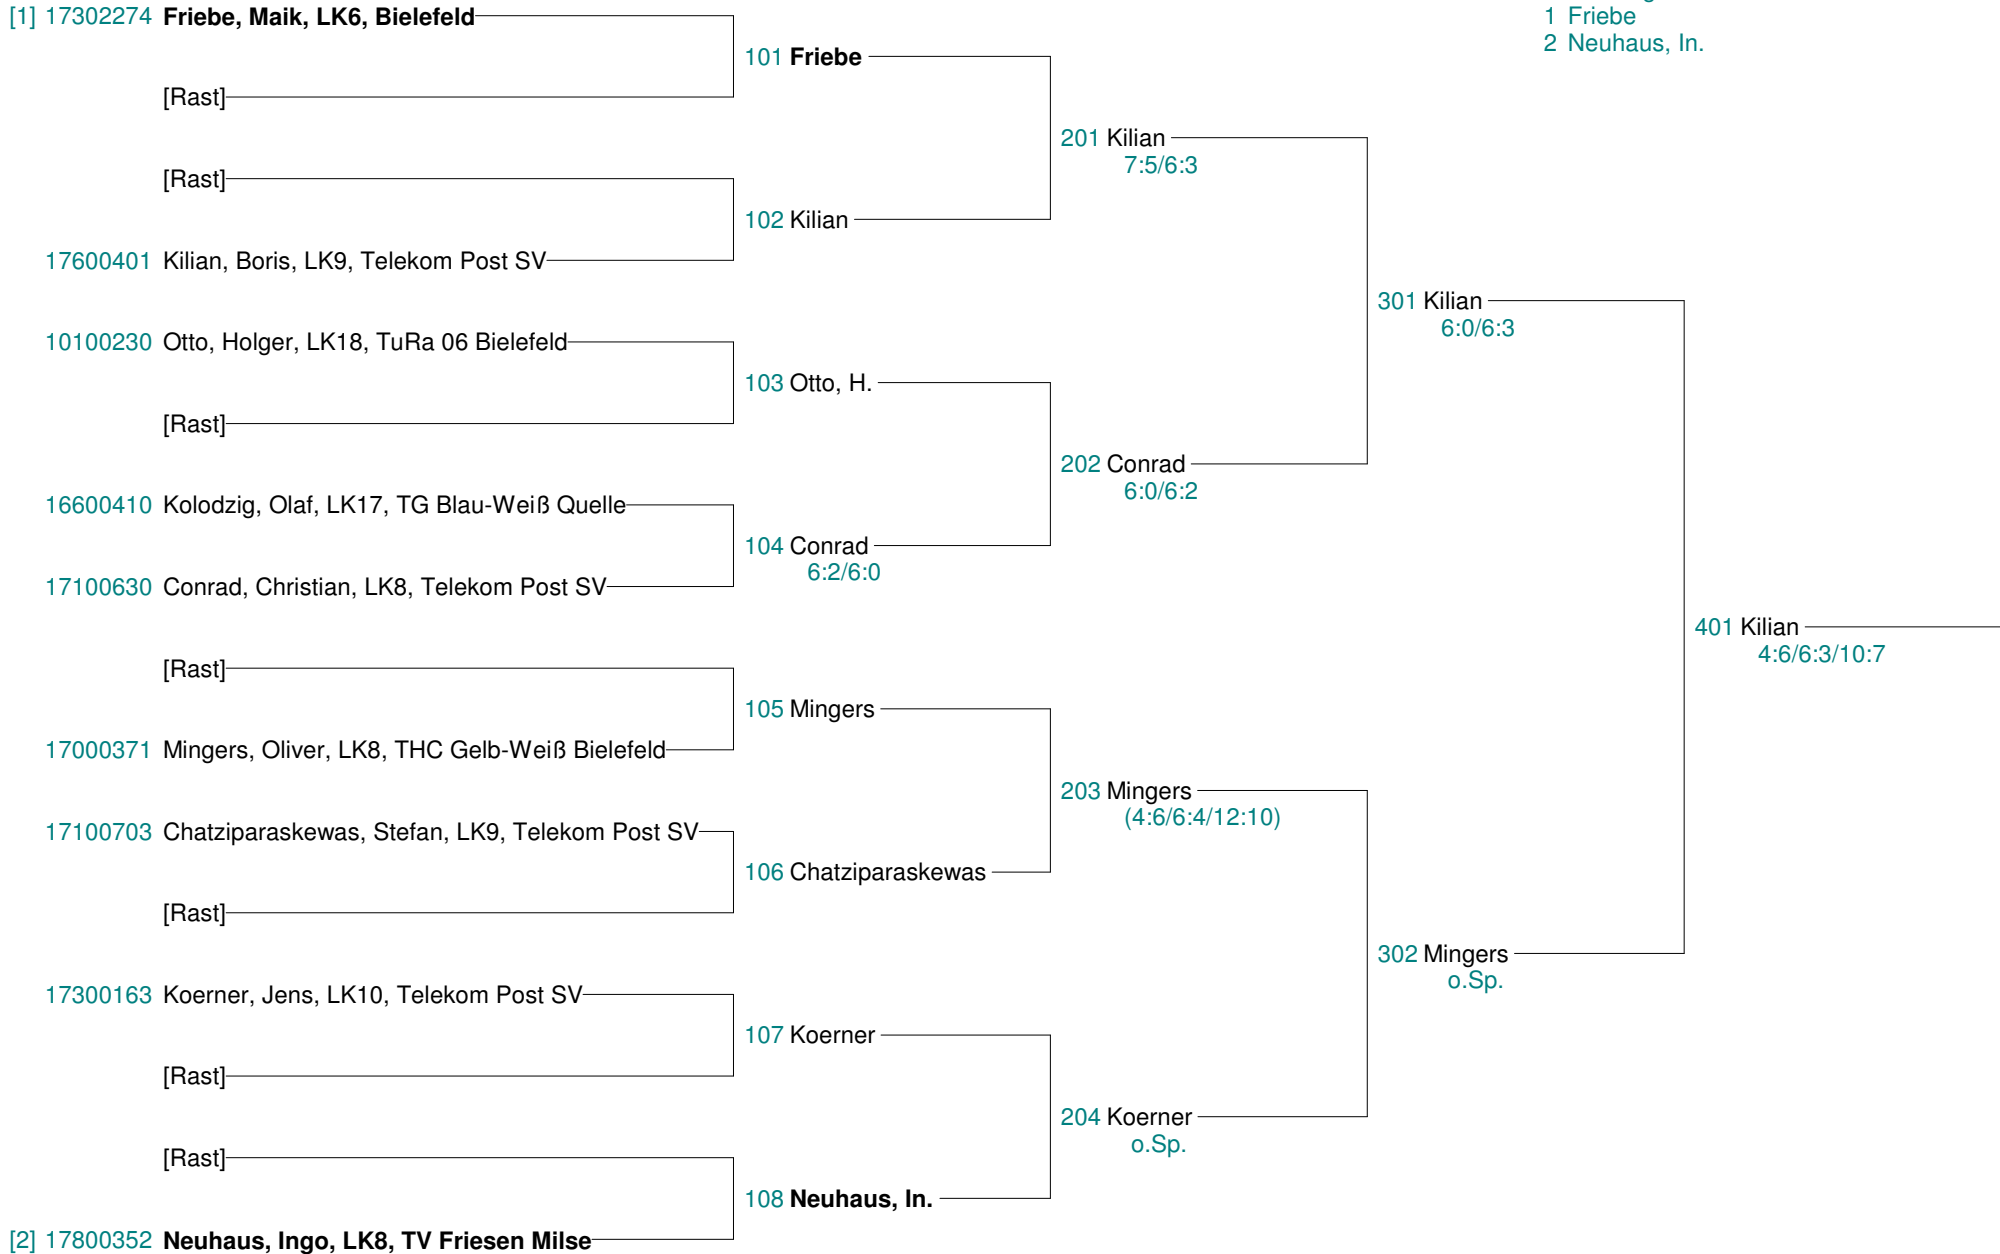 1 Friebe
2 Neuhaus, In.
[1] 17302274 Friebe, Maik, LK6, Bielefeld
[Rast]
[Rast]
17600401 Kilian, Boris, LK9, Telekom Post SV
10100230 Otto, Holger, LK18, TuRa 06 Bielefeld
[Rast]
16600410 Kolodzig, Olaf, LK17, TG Blau-Weiß Quelle
17100630 Conrad, Christian, LK8, Telekom Post SV
[Rast]
17000371 Mingers, Oliver, LK8, THC Gelb-Weiß Bielefeld
17100703 Chatziparaskewas, Stefan, LK9, Telekom Post SV
[Rast]
17300163 Koerner, Jens, LK10, Telekom Post SV
[Rast]
[Rast]
[2] 17800352 Neuhaus, Ingo, LK8, TV Friesen Milse
101 Friebe
102 Kilian
103 Otto, H.
104 Conrad
6:2/6:0
105 Mingers
106 Chatziparaskewas
107 Koerner
108 Neuhaus, In.
201 Kilian
7:5/6:3
202 Conrad
6:0/6:2
203 Mingers
(4:6/6:4/12:10)
204 Koerner
o.Sp.
301 Kilian
6:0/6:3
302 Mingers
o.Sp.
401 Kilian
4:6/6:3/10:7